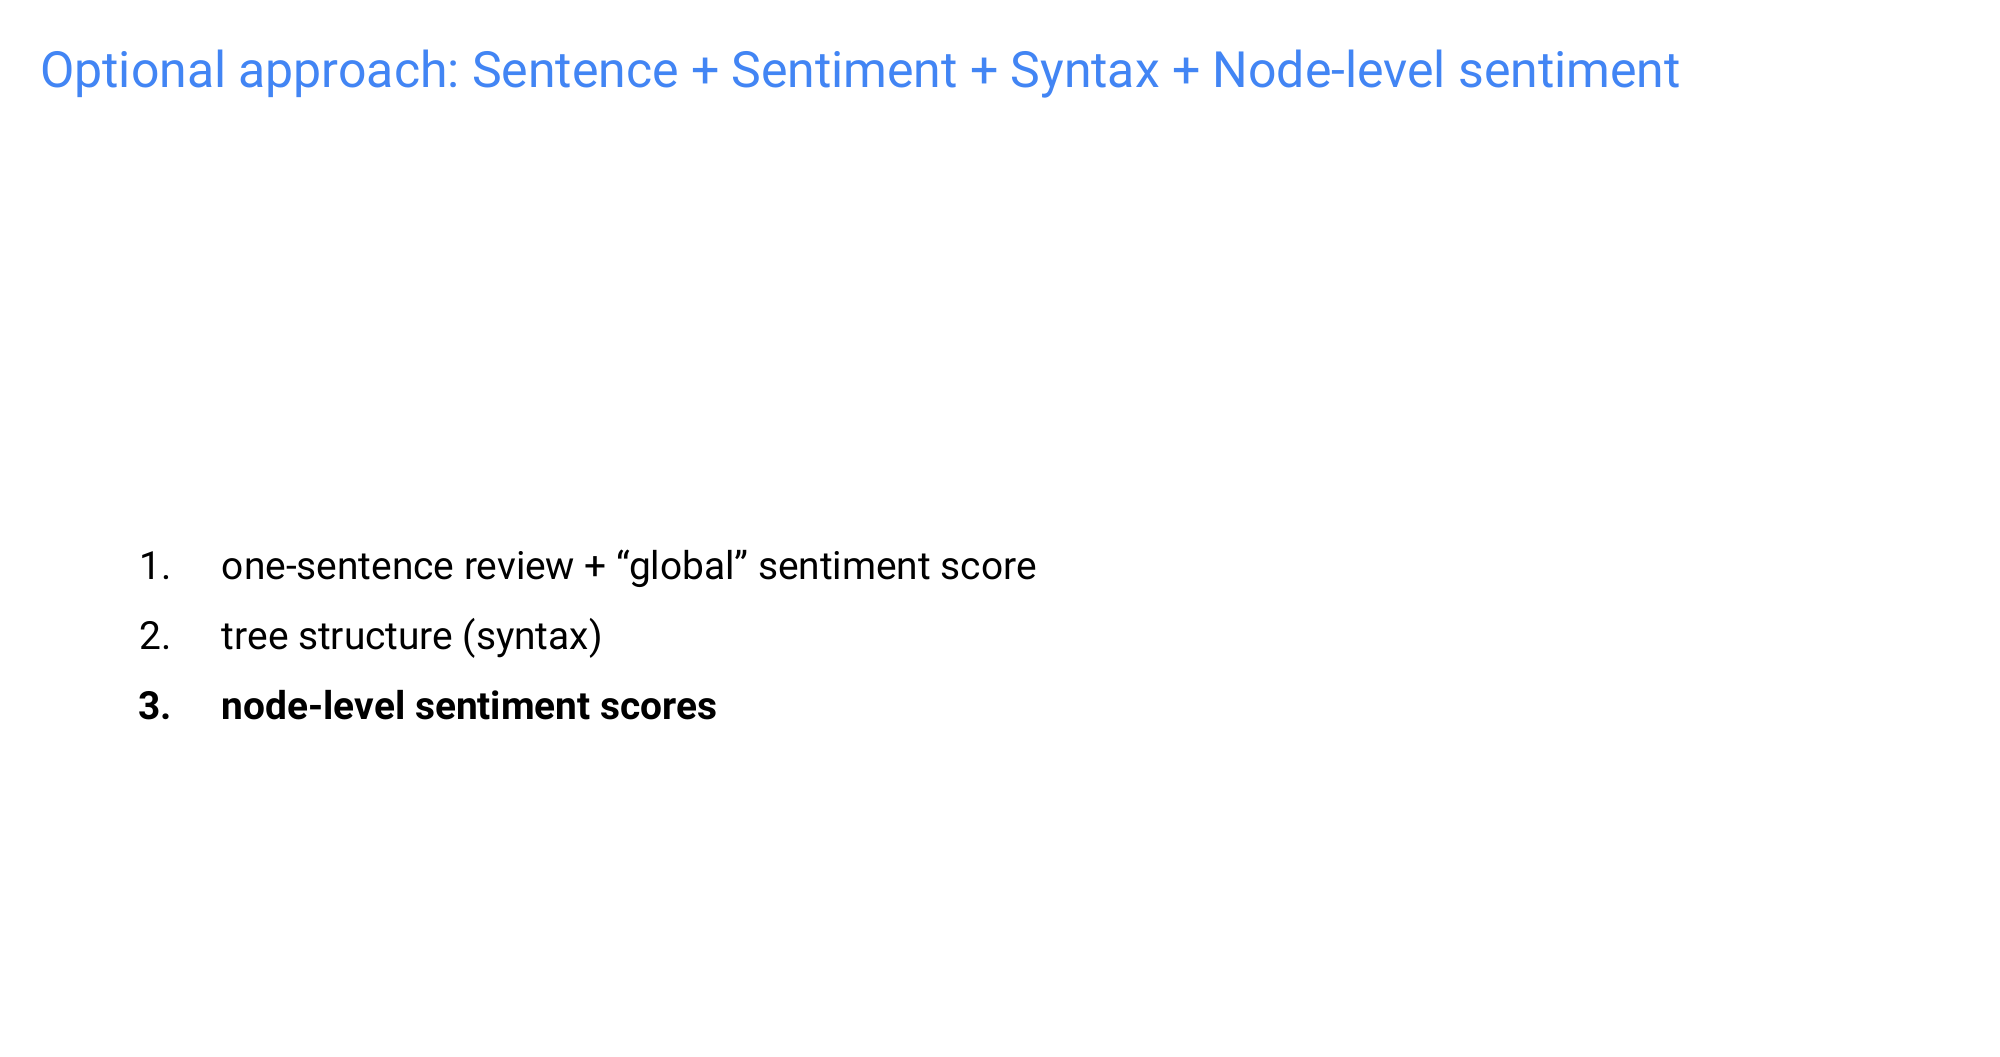 Optional approach: Sentence + Sentiment + Syntax + Node-level sentiment
1. one-sentence review + “global” sentiment score
2. tree structure (syntax)
3. node-level sentiment scores